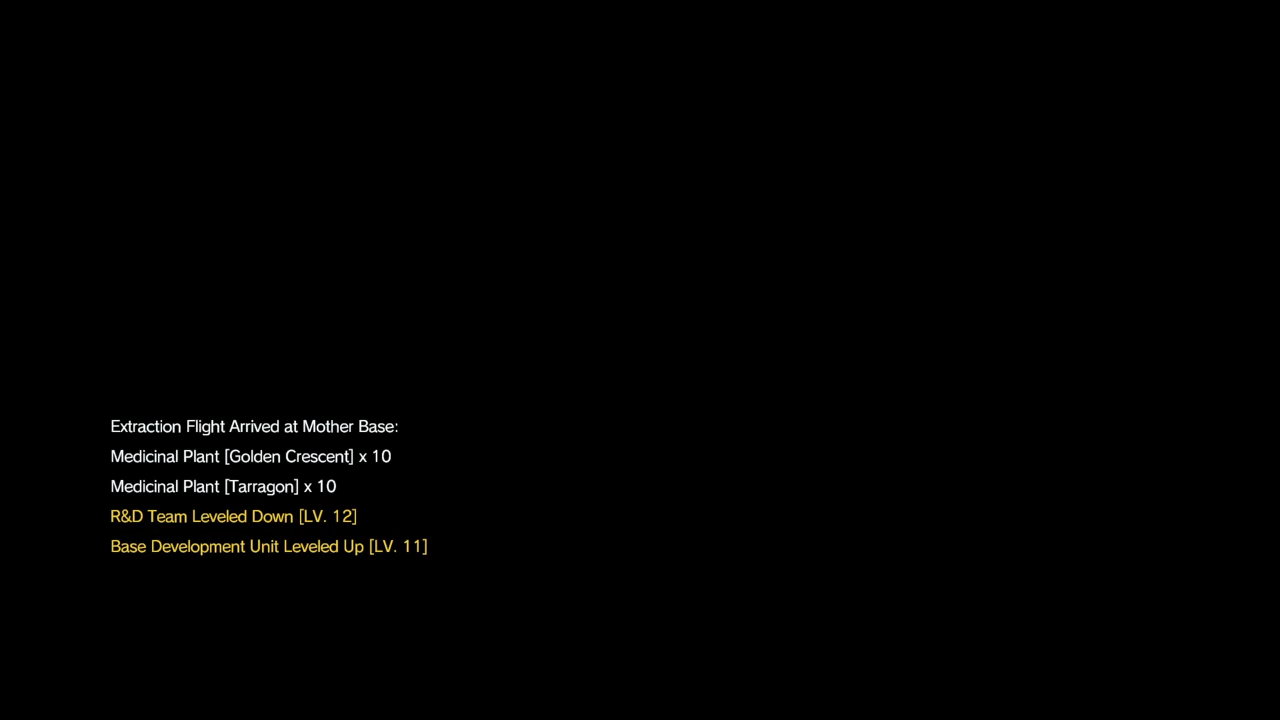 Extraction Flight Arrived at Mother Base:
Medicinal Plant [Golden Crescent] x 10
Medicinal Plant [Tarragon] x 10
R&D Team Leveled Down [LV. 12]
Base Development Unit Leveled Up [LV. 11]